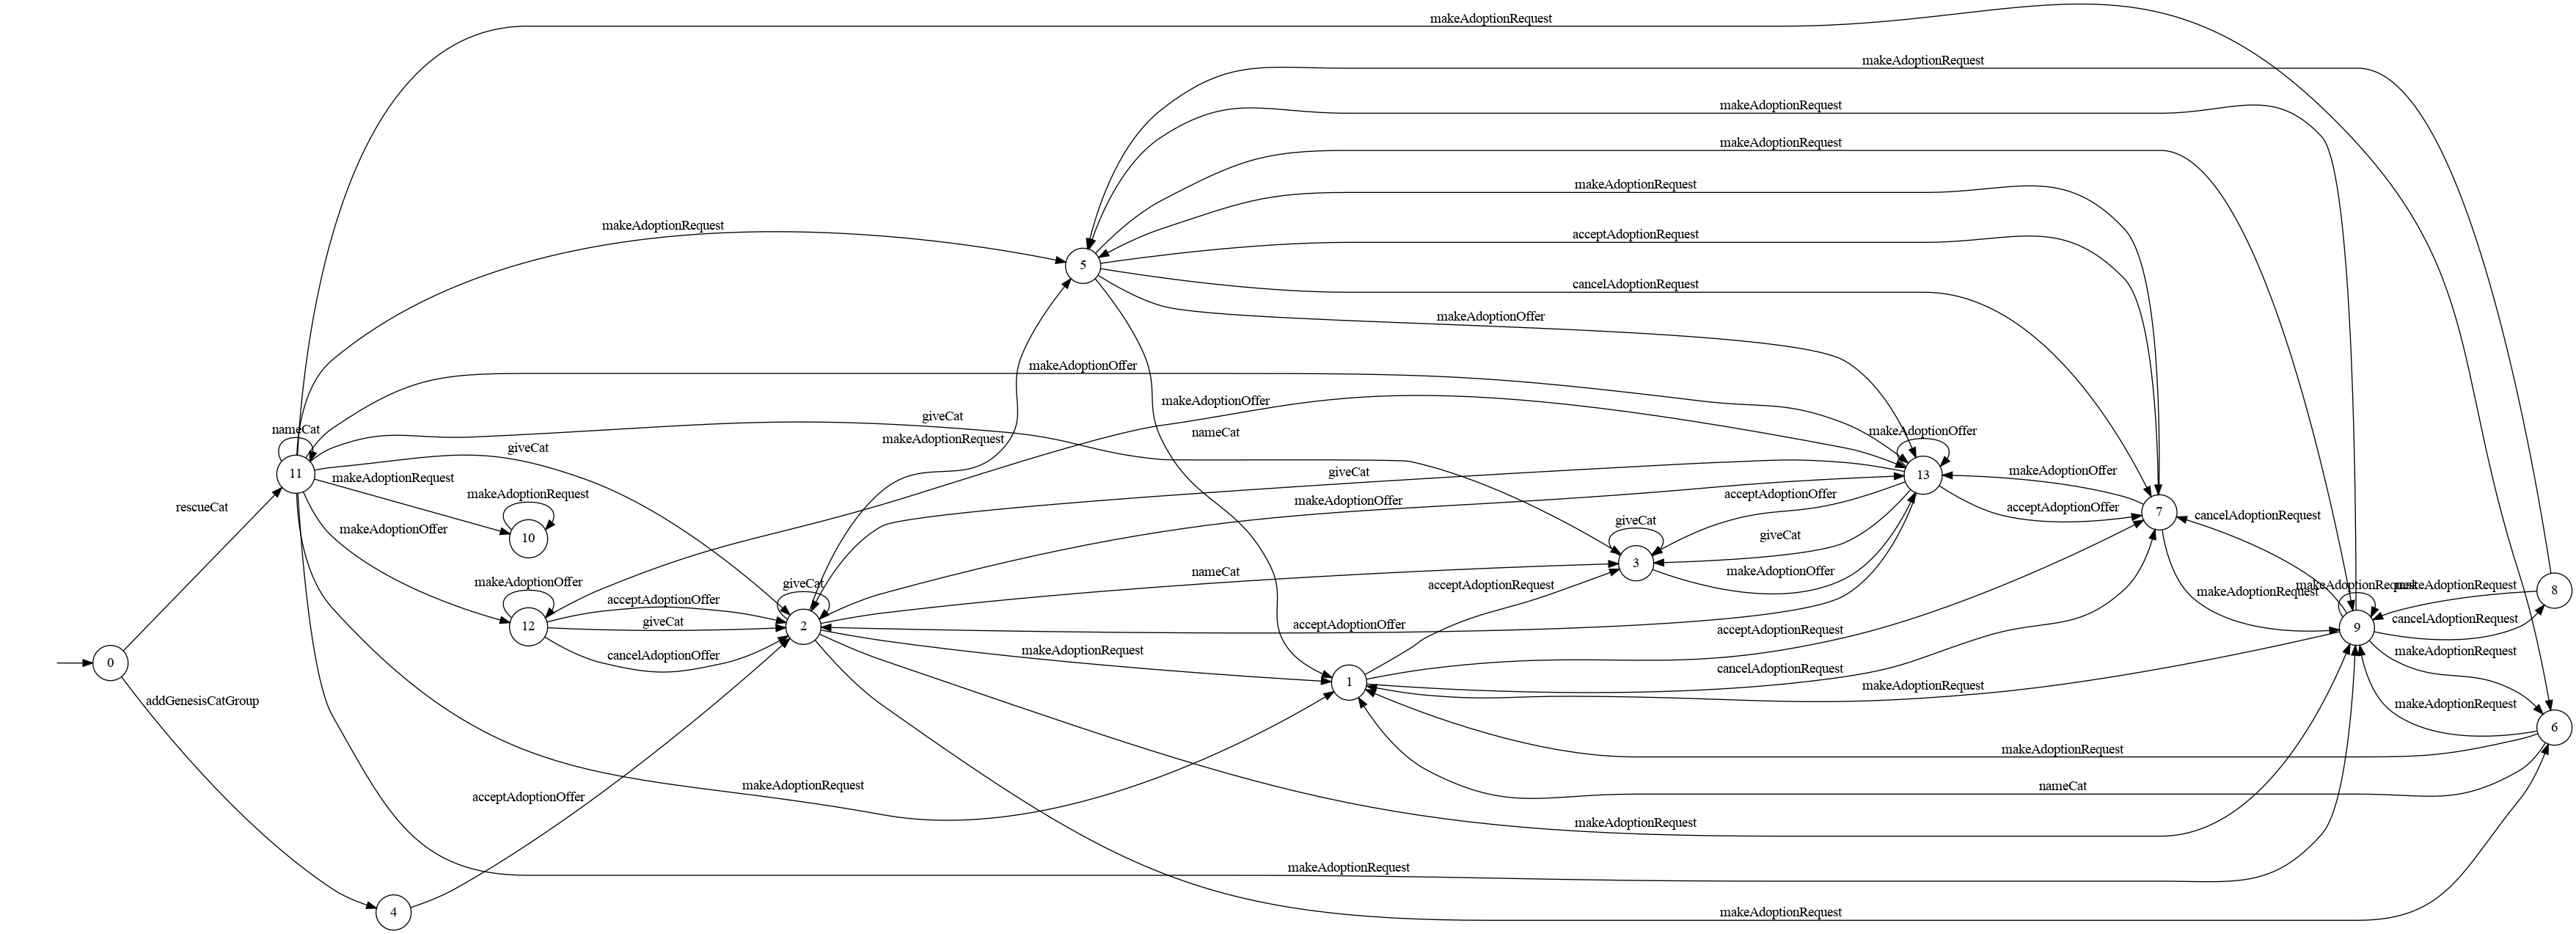 makeAdoptionRequest
makeAdoptionRequest
makeAdoptionRequest
makeAdoptionRequest
makeAdoptionRequest
makeAdoptionRequest
acceptAdoptionRequest
5
cancelAdoptionRequest
makeAdoptionOffer
makeAdoptionOffer
makeAdoptionOffer
giveCat
nameCat
makeAdoptionOffer
nameCat
makeAdoptionRequest
giveCat
giveCat
makeAdoptionOffer
11
13
makeAdoptionRequest
makeAdoptionRequest
acceptAdoptionOffer
makeAdoptionOffer
rescueCat
acceptAdoptionOffer
7
cancelAdoptionRequest
giveCat
makeAdoptionOffer
10
giveCat
3
makeAdoptionOffer
nameCat
makeAdoptionOffer
makeAdoptionOffer
giveCat
acceptAdoptionRequest
makeAdoptionRequest
makeAdoptionRequest
makeAdoptionRequest
8
acceptAdoptionOffer
12
giveCat
2
acceptAdoptionOffer
acceptAdoptionRequest
9
cancelAdoptionRequest
0
cancelAdoptionOffer
makeAdoptionRequest
cancelAdoptionRequest
makeAdoptionRequest
1
makeAdoptionRequest
addGenesisCatGroup
makeAdoptionRequest
6
makeAdoptionRequest
makeAdoptionRequest
nameCat
acceptAdoptionOffer
makeAdoptionRequest
makeAdoptionRequest
4
makeAdoptionRequest